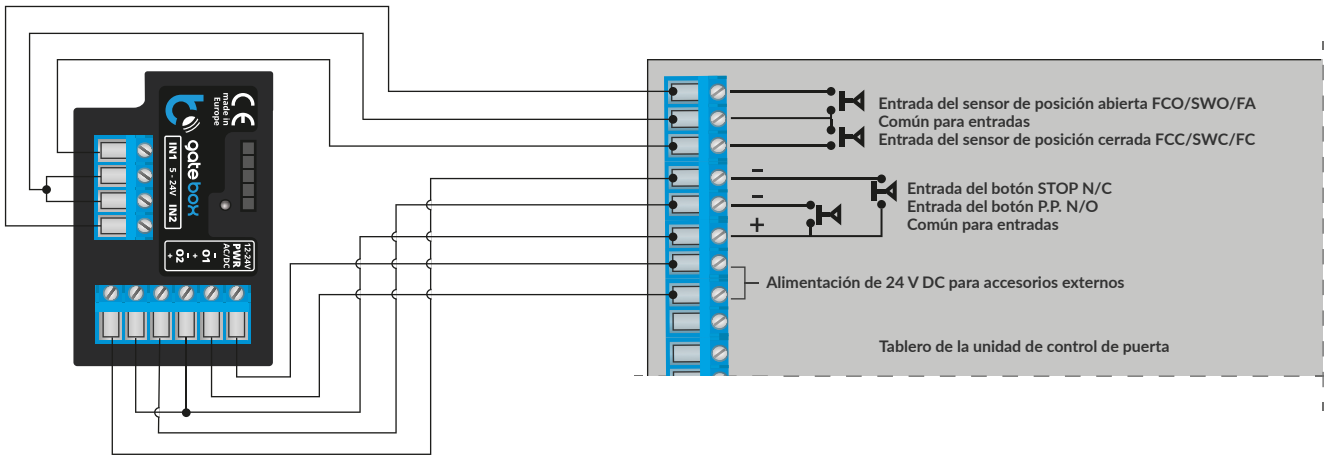 CE
made in
Europe
gatebox
IN1 5 - 24V IN2
12-24V
PWR
AC/DC
- O1 +
- O2 +
Entrada del sensor de posición abierta FCO/SWO/FA
Común para entradas
Entrada del sensor de posición cerrada FCC/SWC/FC
-
Entrada del botón STOP N/C
-
Entrada del botón P.P. N/O
+
Común para entradas
Alimentación de 24 V DC para accesorios externos
Tablero de la unidad de control de puerta